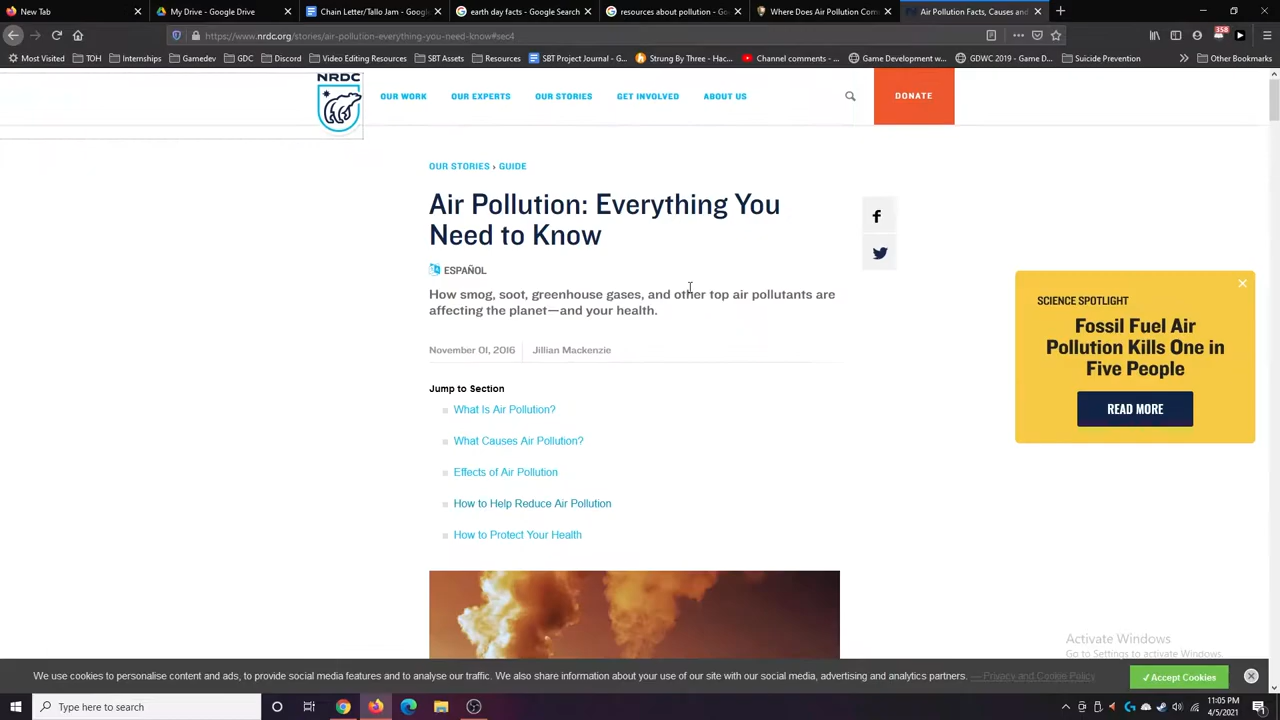 New Tab
My Drive - Google Drive
Chain Letter/Tallo Jam - Google
earth day facts - Google Search
resources about pollution - Go
Where Does Air Pollution Com
Air Pollution Facts, Causes and
https://www.nrdc.org/stories/air-pollution-everything-you-need-know#sec4
358
Most Visited
TOH
Internships
Gamedev
GDC
Discord
Video Editing Resources
SBT Assets
Resources
SBT Project Journal - G...
Strung By Three - Hac...
Channel comments - ...
GDWC 2019 - Game D...
Suicide Prevention
Other Bookmarks
NRDC
OUR WORK
OUR EXPERTS
OUR STORIES
GET INVOLVED
ABOUT US
DONATE
OUR STORIES › GUIDE
Air Pollution: Everything You
Need to Know
ESPAÑOL
How smog, soot, greenhouse gases, and other top air pollutants are
affecting the planet—and your health.
November 01, 2016
Jillian Mackenzie
Jump to Section
What Is Air Pollution?
What Causes Air Pollution?
Effects of Air Pollution
How to Help Reduce Air Pollution
How to Protect Your Health
SCIENCE SPOTLIGHT
Fossil Fuel Air
Pollution Kills One in
Five People
READ MORE
Activate Windows
Go to Settings to activate Windows.
We use cookies to personalise content and ads, to provide social media features and to analyse our traffic. We also share information about your use of our site with our social media, advertising and analytics partners. — Privacy and Cookie Policy
✓ Accept Cookies
Type here to search
11:05 PM
4/5/2021